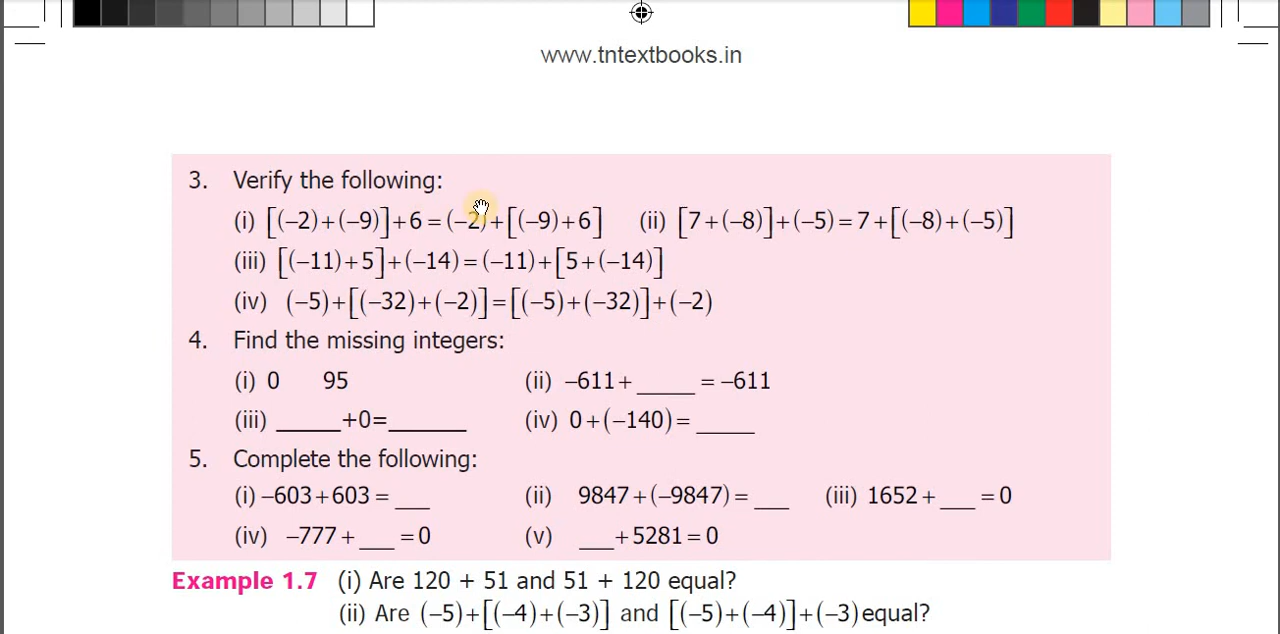 www.tntextbooks.in
3. Verify the following:
(i) [(−2)+(−9)]+6=(−2)+[(−9)+6] (ii) [7+(−8)]+(−5)=7+[(−8)+(−5)]
(iii) [(−11)+5]+(−14)=(−11)+[5+(−14)]
(iv) (−5)+[(−32)+(−2)]=[(−5)+(−32)]+(−2)
4. Find the missing integers:
(i) 0 95 (ii) −611+ _____ = −611
(iii) ______+0=_______ (iv) 0+(−140)= _____
5. Complete the following:
(i) −603+603= ___ (ii) 9847+(−9847)= ___ (iii) 1652+ ___ =0
(iv) −777+ ___ =0 (v) ___+5281=0
Example 1.7 (i) Are 120 + 51 and 51 + 120 equal?
(ii) Are (−5)+[(−4)+(−3)] and [(−5)+(−4)]+(−3) equal?